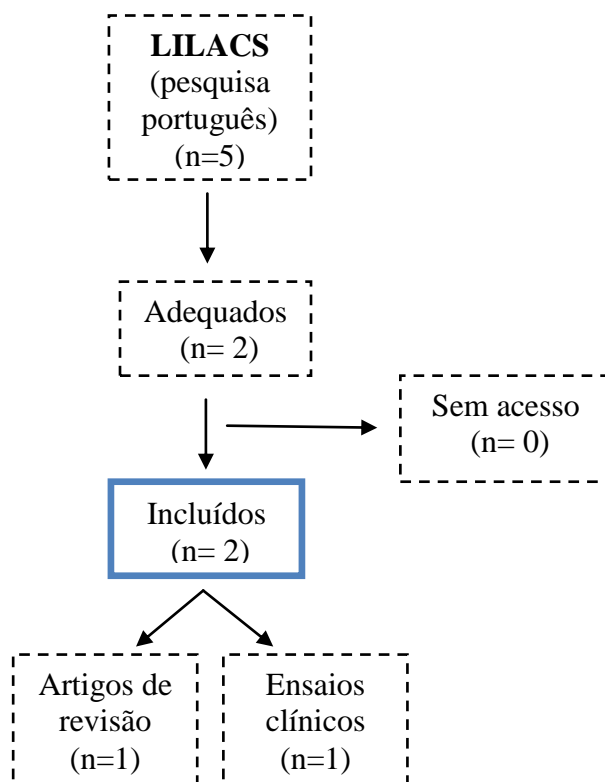 LILACS
(pesquisa
português)
(n=5)
Adequados
(n= 2)
Sem acesso
(n= 0)
Incluídos
(n= 2)
Artigos de
revisão
(n=1)
Ensaios
clínicos
(n=1)